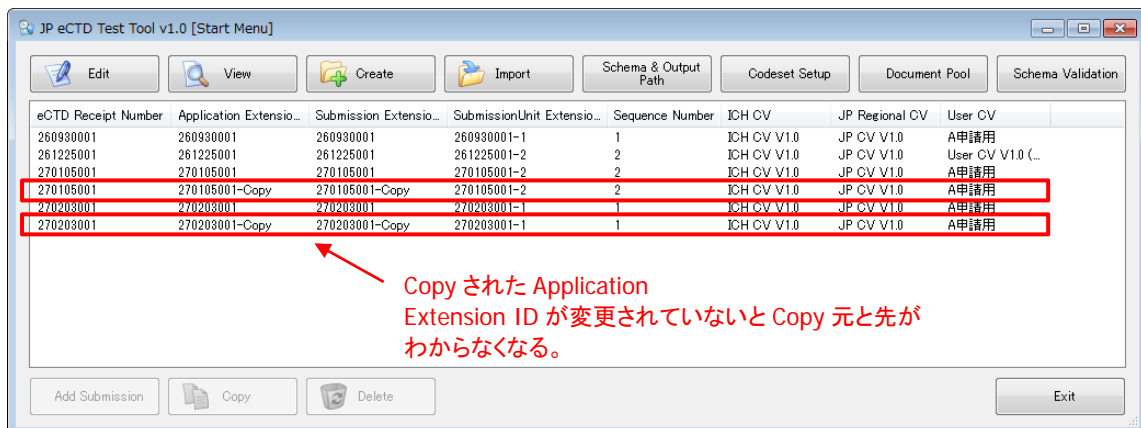 JP eCTD Test Tool v1.0 [Start Menu]
Edit View Create Import Schema & Output Path Codeset Setup Document Pool Schema Validation
eCTD Receipt Number Application Extensio... Submission Extensio... SubmissionUnit Extensio... Sequence Number ICH CV JP Regional CV User CV
260930001 260930001 260930001 260930001-1 1 ICH CV V1.0 JP CV V1.0 A申請用
261225001 261225001 261225001 261225001-2 2 ICH CV V1.0 JP CV V1.0 User CV V1.0 (...
270105001 270105001 270105001 270105001-2 2 ICH CV V1.0 JP CV V1.0 A申請用
270105001 270105001-Copy 270105001-Copy 270105001-2 2 ICH CV V1.0 JP CV V1.0 A申請用
270203001 270203001 270203001 270203001-1 1 ICH CV V1.0 JP CV V1.0 A申請用
270203001 270203001-Copy 270203001-Copy 270203001-1 1 ICH CV V1.0 JP CV V1.0 A申請用
Copy された Application
Extension ID が変更されていないと Copy 元と先が
わからなくなる。
Add Submission Copy Delete Exit